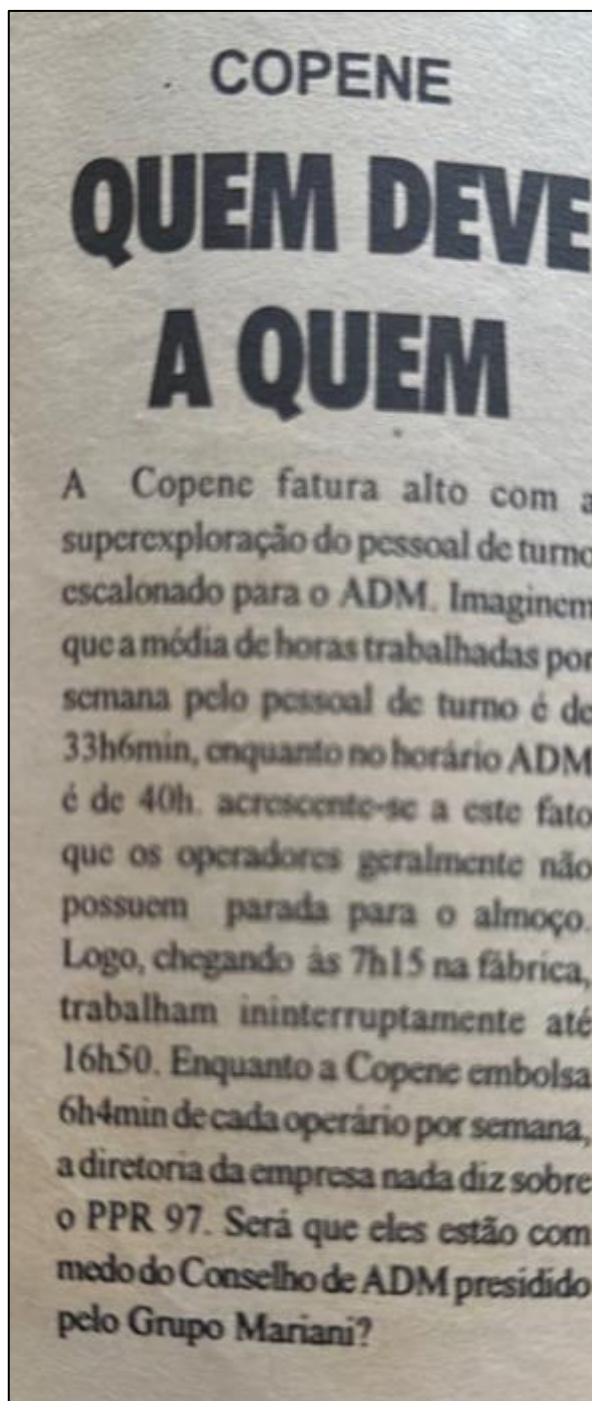 COPENE
QUEM DEVE
A QUEM
A Copene fatura alto com a
superexploração do pessoal de turno
escalonado para o ADM. Imaginem
que a média de horas trabalhadas por
semana pelo pessoal de turno é de
33h6min, enquanto no horário ADM
é de 40h. acrescente-se a este fato
que os operadores geralmente não
possuem parada para o almoço.
Logo, chegando às 7h15 na fábrica,
trabalham ininterruptamente até
16h50. Enquanto a Copene embolsa
6h4min de cada operário por semana,
a diretoria da empresa nada diz sobre
o PPR 97. Será que eles estão com
medo do Conselho de ADM presidido
pelo Grupo Mariani?